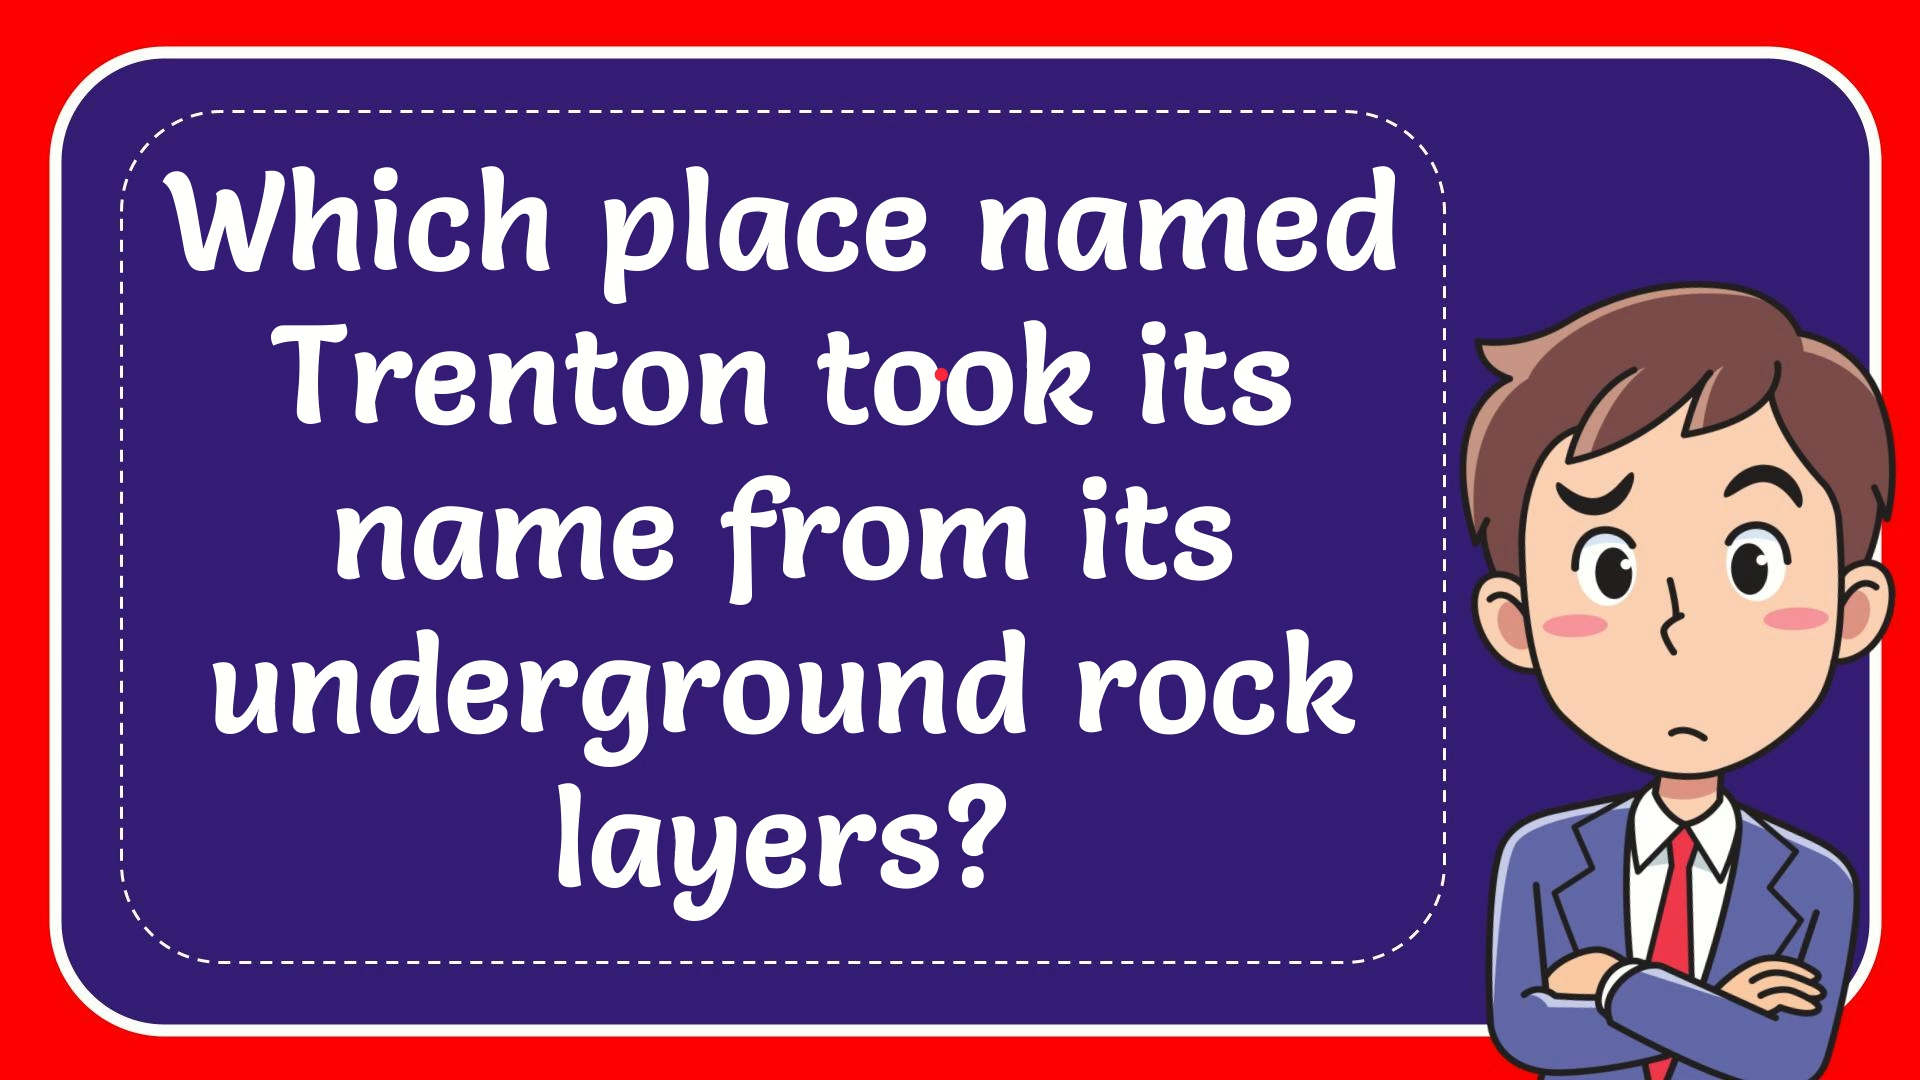 Which place named
Trenton took its
name from its
underground rock
layers?